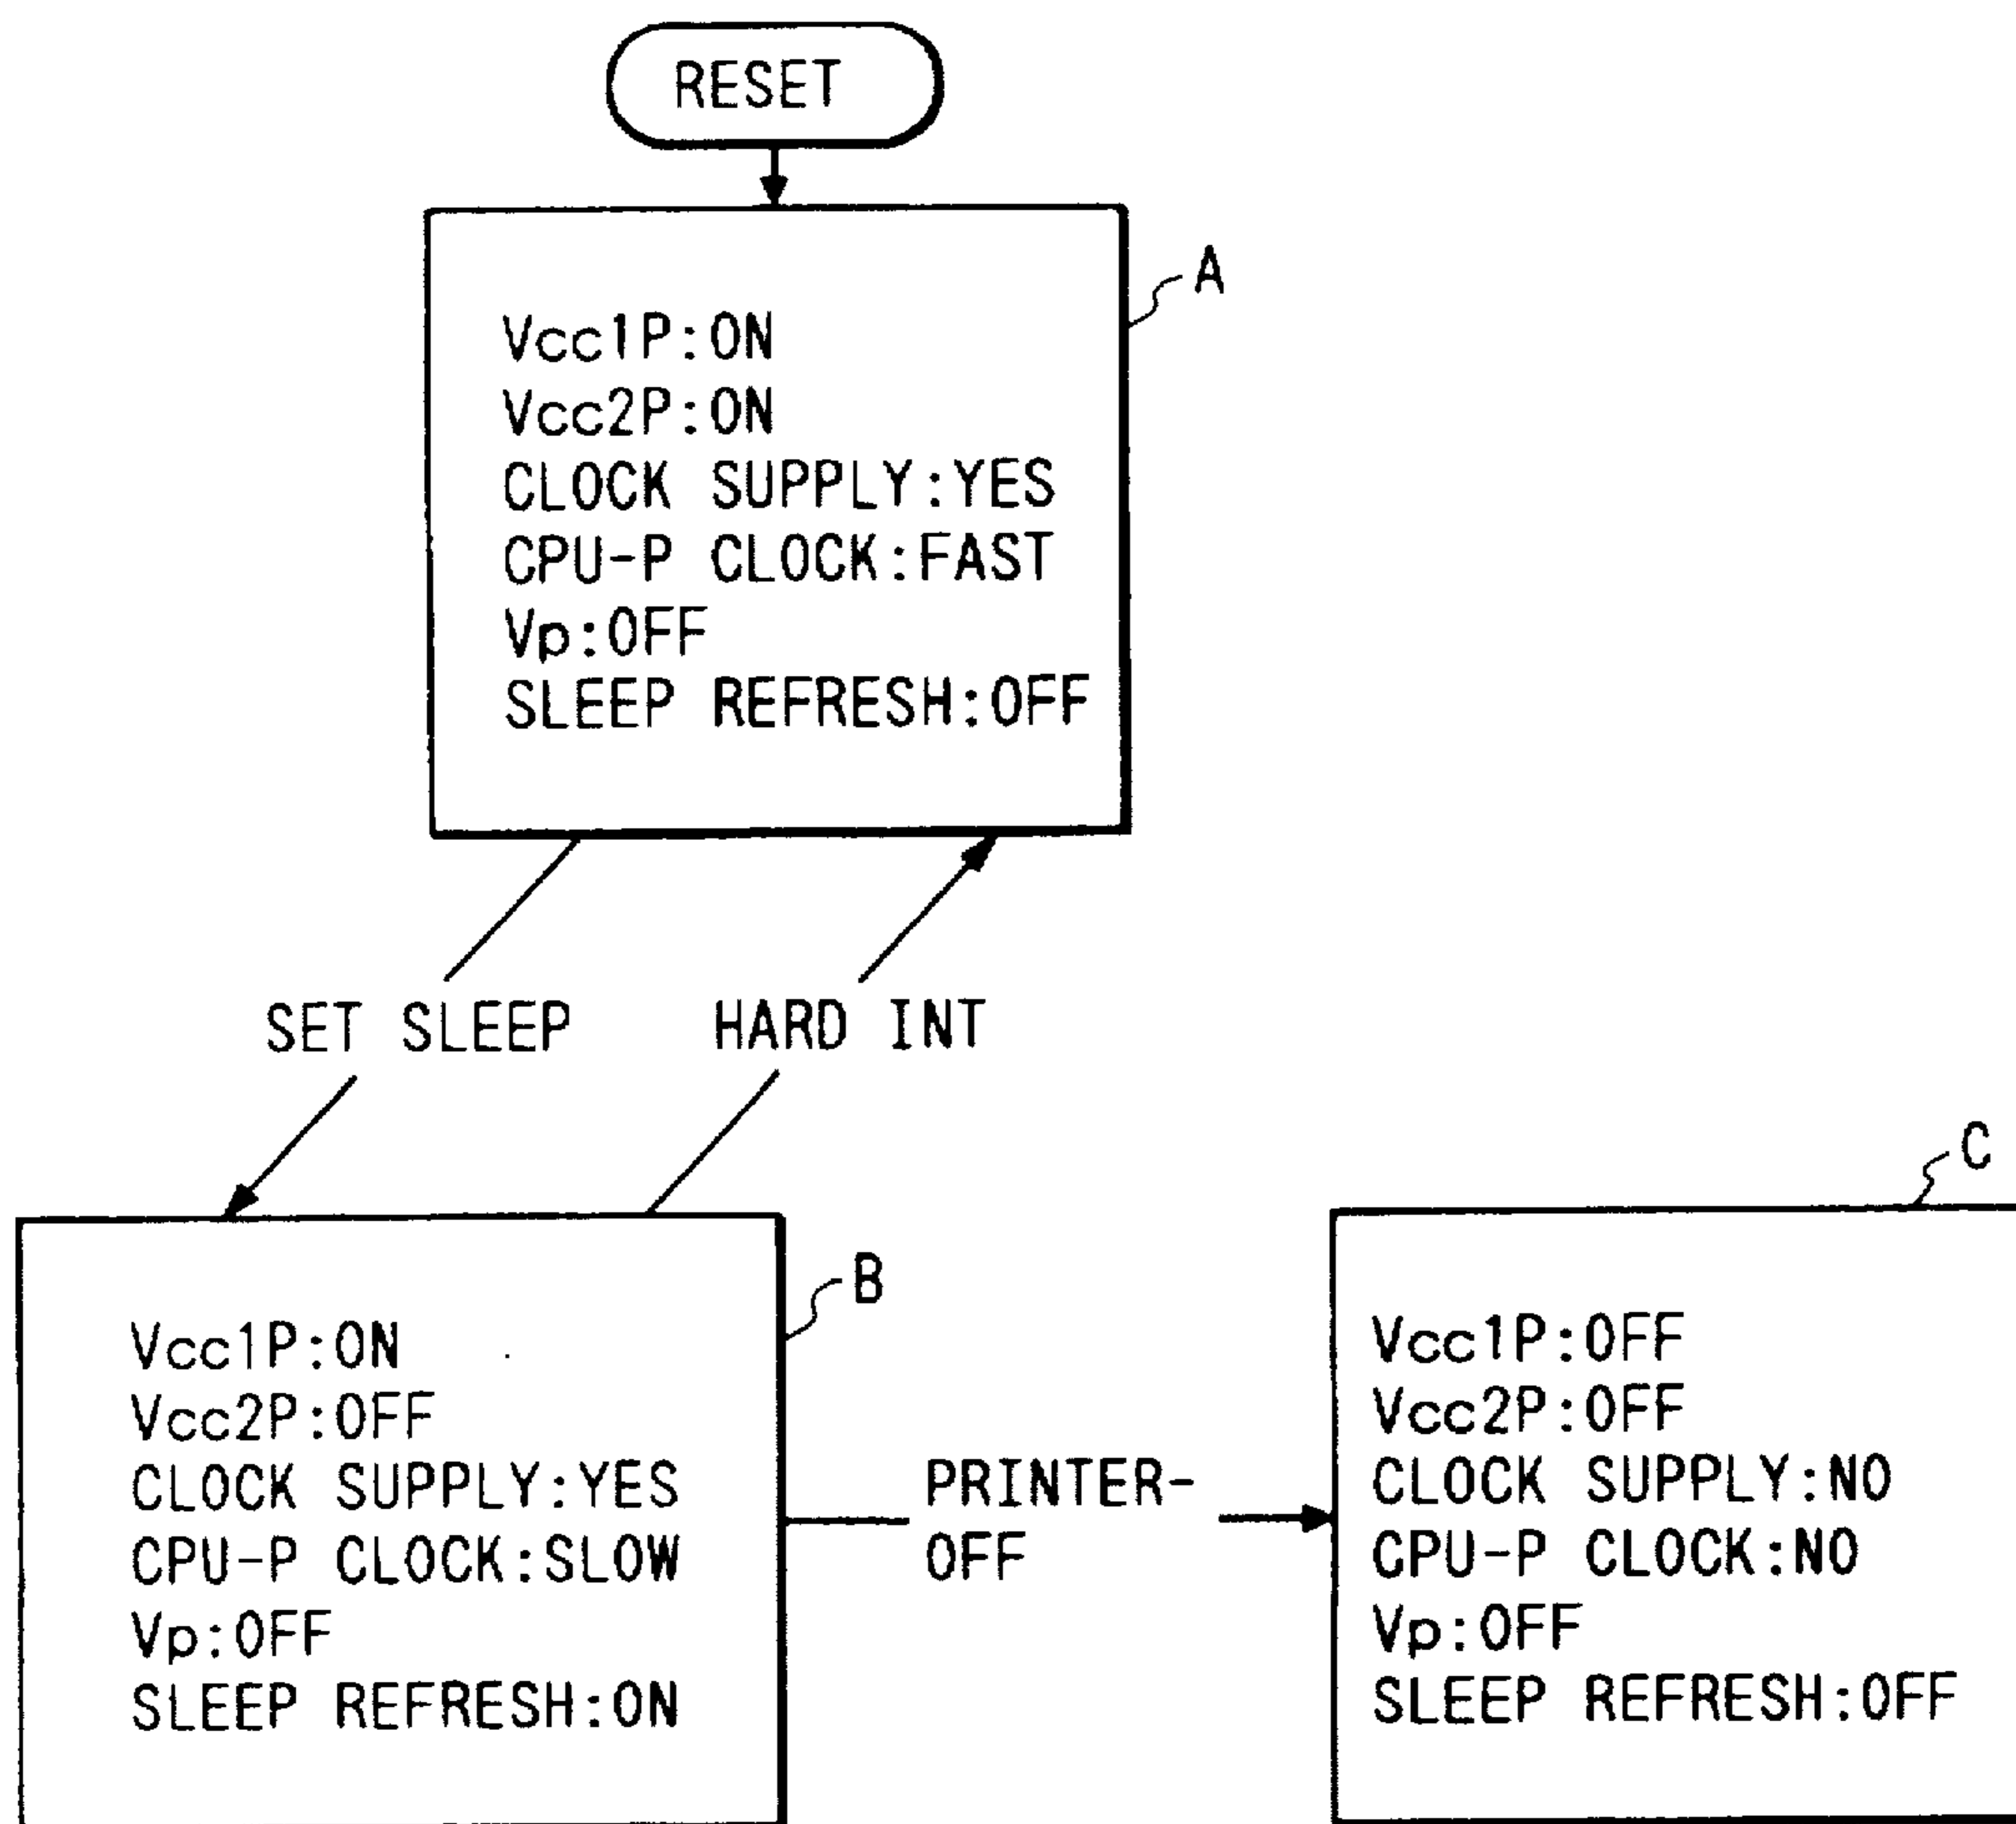 RESET
A
Vcc1P:ON
Vcc2P:ON
CLOCK SUPPLY:YES
CPU-P CLOCK:FAST
Vp:OFF
SLEEP REFRESH:OFF
SET SLEEP
HARD INT
B
Vcc1P:ON
Vcc2P:OFF
CLOCK SUPPLY:YES
CPU-P CLOCK:SLOW
Vp:OFF
SLEEP REFRESH:ON
PRINTER-
OFF
C
Vcc1P:OFF
Vcc2P:OFF
CLOCK SUPPLY:NO
CPU-P CLOCK:NO
Vp:OFF
SLEEP REFRESH:OFF